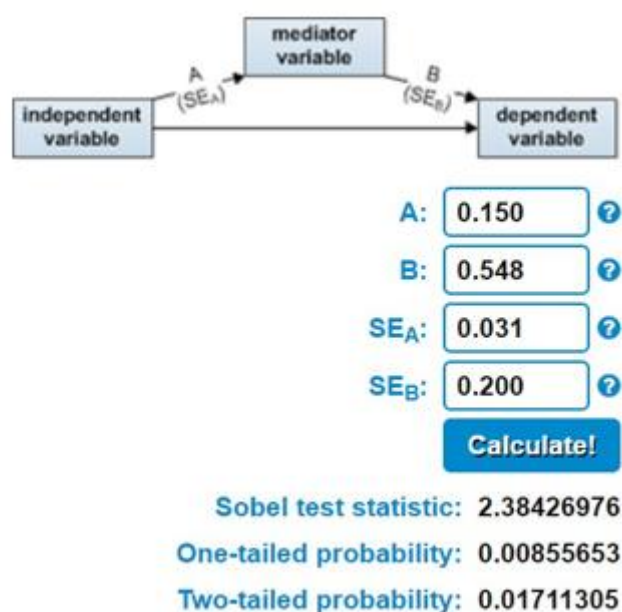 mediator
variable
A
(SEA)
B
(SEB)
independent
variable
dependent
variable
A: 0.150 ?
B: 0.548 ?
SEA: 0.031 ?
SEB: 0.200 ?
Calculate!
Sobel test statistic: 2.38426976
One-tailed probability: 0.00855653
Two-tailed probability: 0.01711305